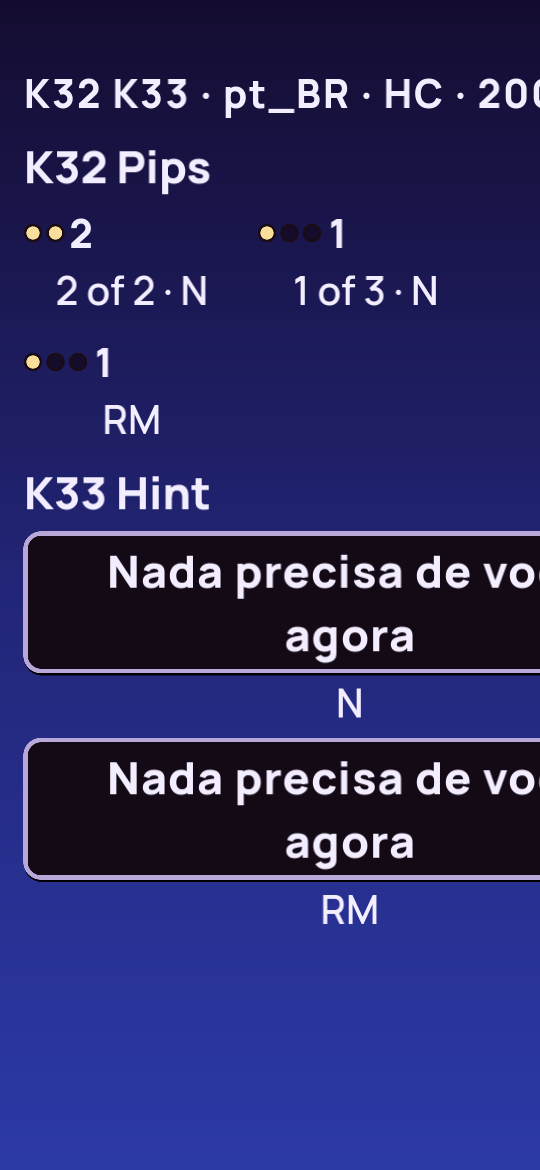 K32 K33 · pt_BR · HC · 200
K32 Pips
2 1
2 of 2 · N 1 of 3 · N
1
RM
K33 Hint
Nada precisa de vo
agora
N
Nada precisa de vo
agora
RM